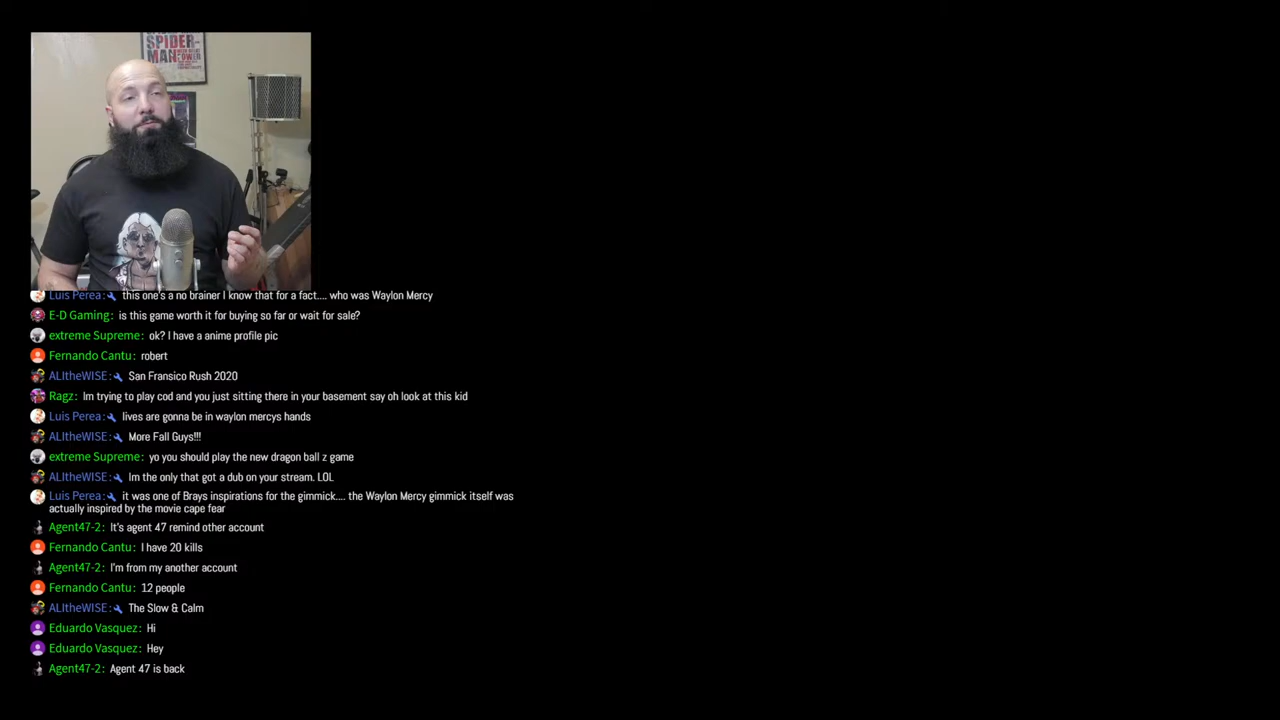 SPIDER-
MAN
POWER
Luis Perea: this one's a no brainer I know that for a fact.... who was Waylon Mercy
E-D Gaming: is this game worth it for buying so far or wait for sale?
extreme Supreme: ok? I have a anime profile pic
Fernando Cantu: robert
ALItheWISE: San Fransico Rush 2020
Ragz: Im trying to play cod and you just sitting there in your basement say oh look at this kid
Luis Perea: lives are gonna be in waylon mercys hands
ALItheWISE: More Fall Guys!!!
extreme Supreme: yo you should play the new dragon ball z game
ALItheWISE: Im the only that got a dub on your stream. LOL
Luis Perea: it was one of Brays inspirations for the gimmick.... the Waylon Mercy gimmick itself was
actually inspired by the movie cape fear
Agent47-2: It's agent 47 remind other account
Fernando Cantu: I have 20 kills
Agent47-2: I'm from my another account
Fernando Cantu: 12 people
ALItheWISE: The Slow & Calm
Eduardo Vasquez: Hi
Eduardo Vasquez: Hey
Agent47-2: Agent 47 is back